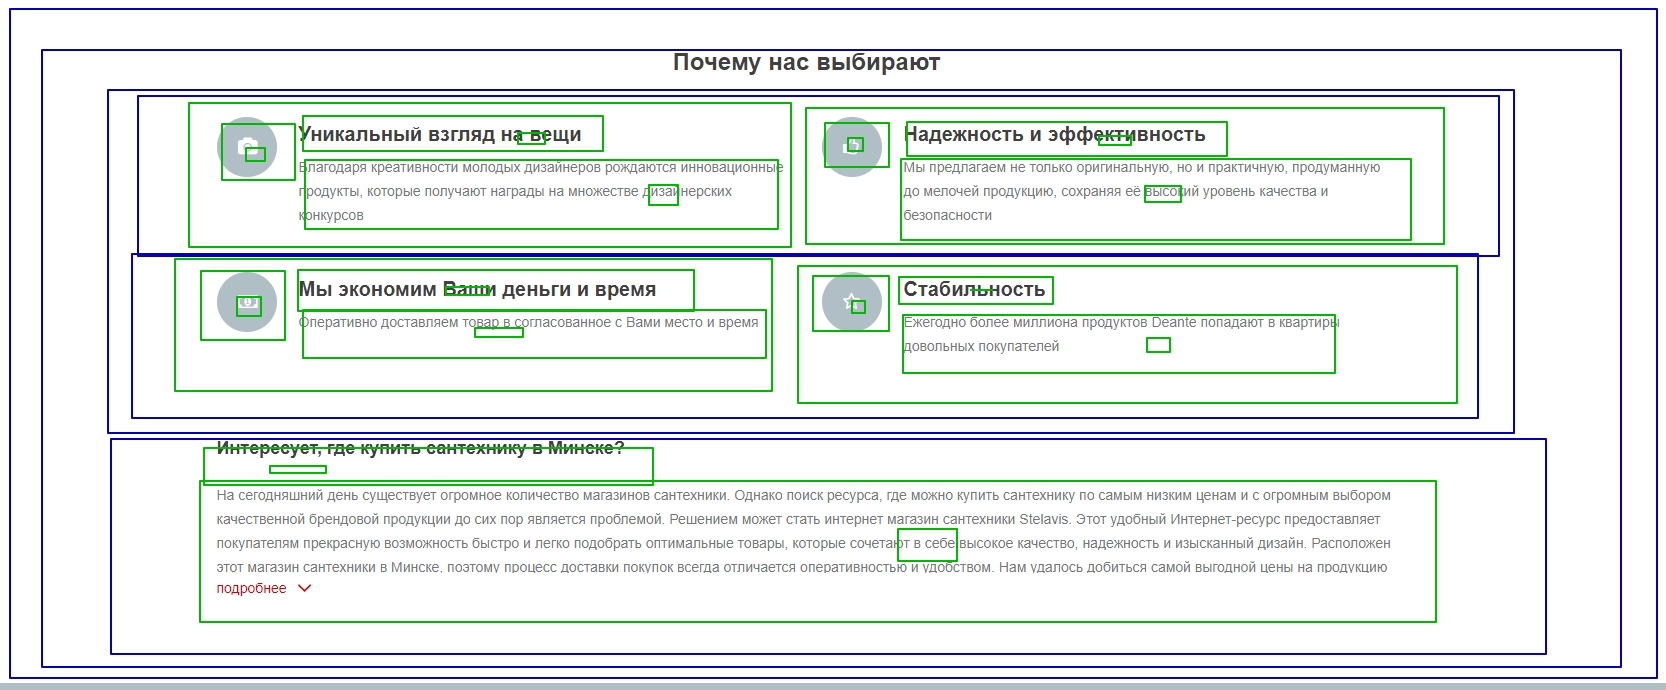 Почему нас выбирают
Уникальный взгляд на вещи
Благодаря креативности молодых дизайнеров рождаются инновационные
продукты, которые получают награды на множестве дизайнерских
конкурсов
Надежность и эффективность
Мы предлагаем не только оригинальную, но и практичную, продуманную
до мелочей продукцию, сохраняя её высокий уровень качества и
безопасности
Мы экономим Ваши деньги и время
Оперативно доставляем товар в согласованное с Вами место и время
Стабильность
Ежегодно более миллиона продуктов Deante попадают в квартиры
довольных покупателей
Интересует, где купить сантехнику в Минске?
На сегодняшний день существует огромное количество магазинов сантехники. Однако поиск ресурса, где можно купить сантехнику по самым низким ценам и с огромным выбором
качественной брендовой продукции до сих пор является проблемой. Решением может стать интернет магазин сантехники Stelavis. Этот удобный Интернет-ресурс предоставляет
покупателям прекрасную возможность быстро и легко подобрать оптимальные товары, которые сочетают в себе высокое качество, надежность и изысканный дизайн. Расположен
этот магазин сантехники в Минске, поэтому процесс доставки покупок всегда отличается оперативностью и удобством. Нам удалось добиться самой выгодной цены на продукцию
подробнее